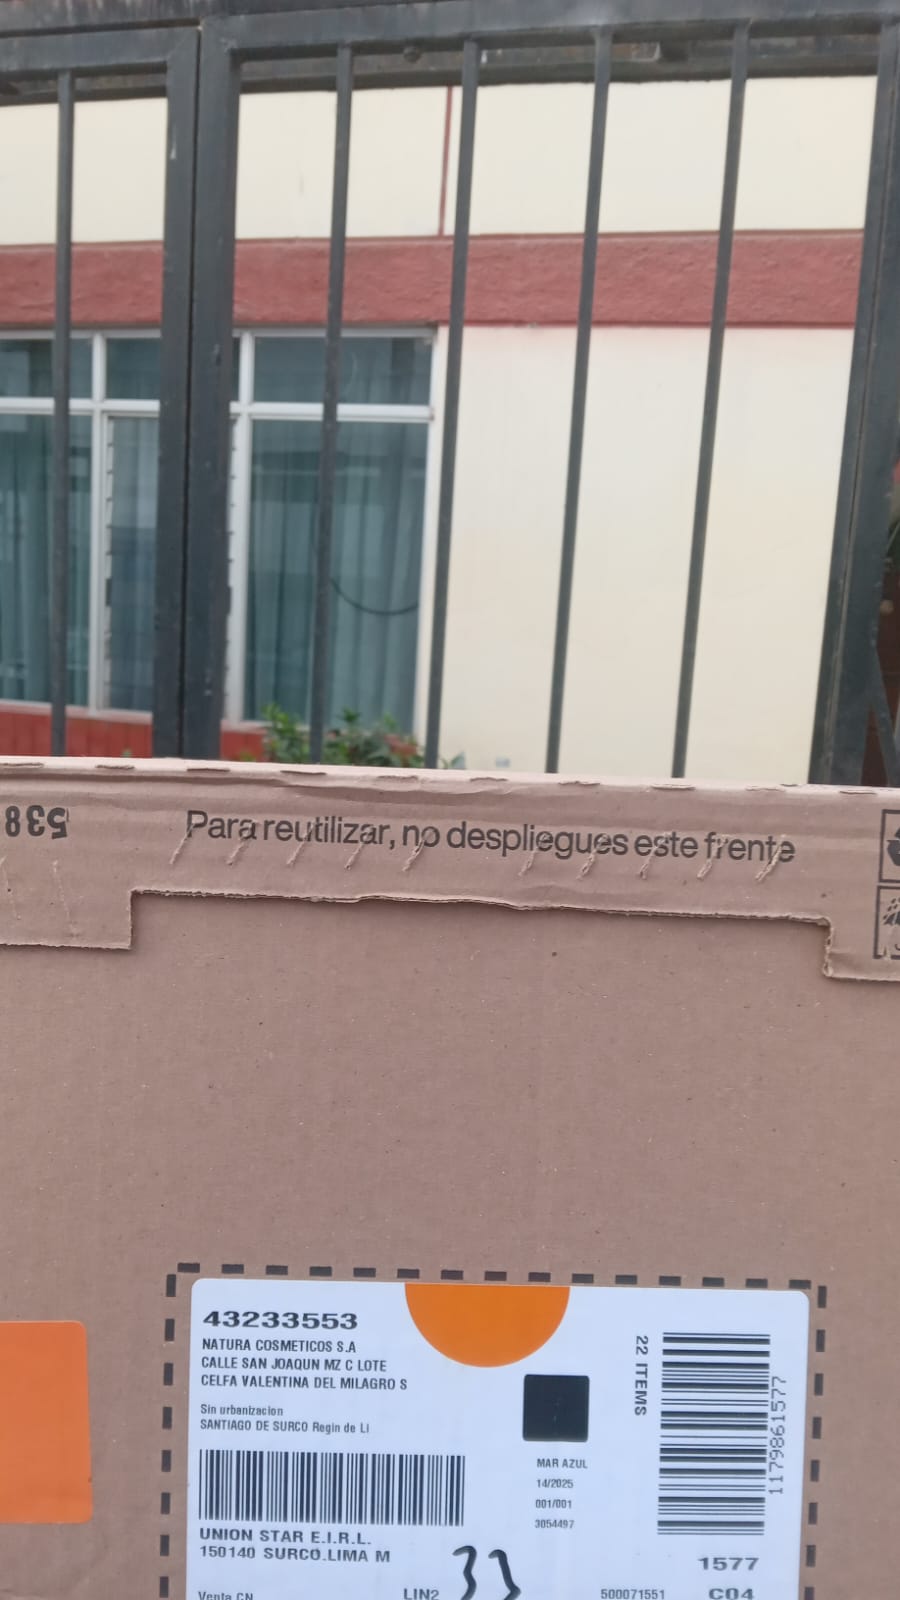 538
Para reutilizar, no despliegues este frente
43233553
NATURA COSMETICOS S.A
CALLE SAN JOAQUN MZ C LOTE
CELFA VALENTINA DEL MILAGRO S
Sin urbanizacion
SANTIAGO DE SURCO Regin de Li
22 ITEMS
1179861577
MAR AZUL
14/2025
001/001
3054497
UNION STAR E.I.R.L.
150140 SURCO.LIMA M
33
1577
Venta CN
LIN2
500071551
C04